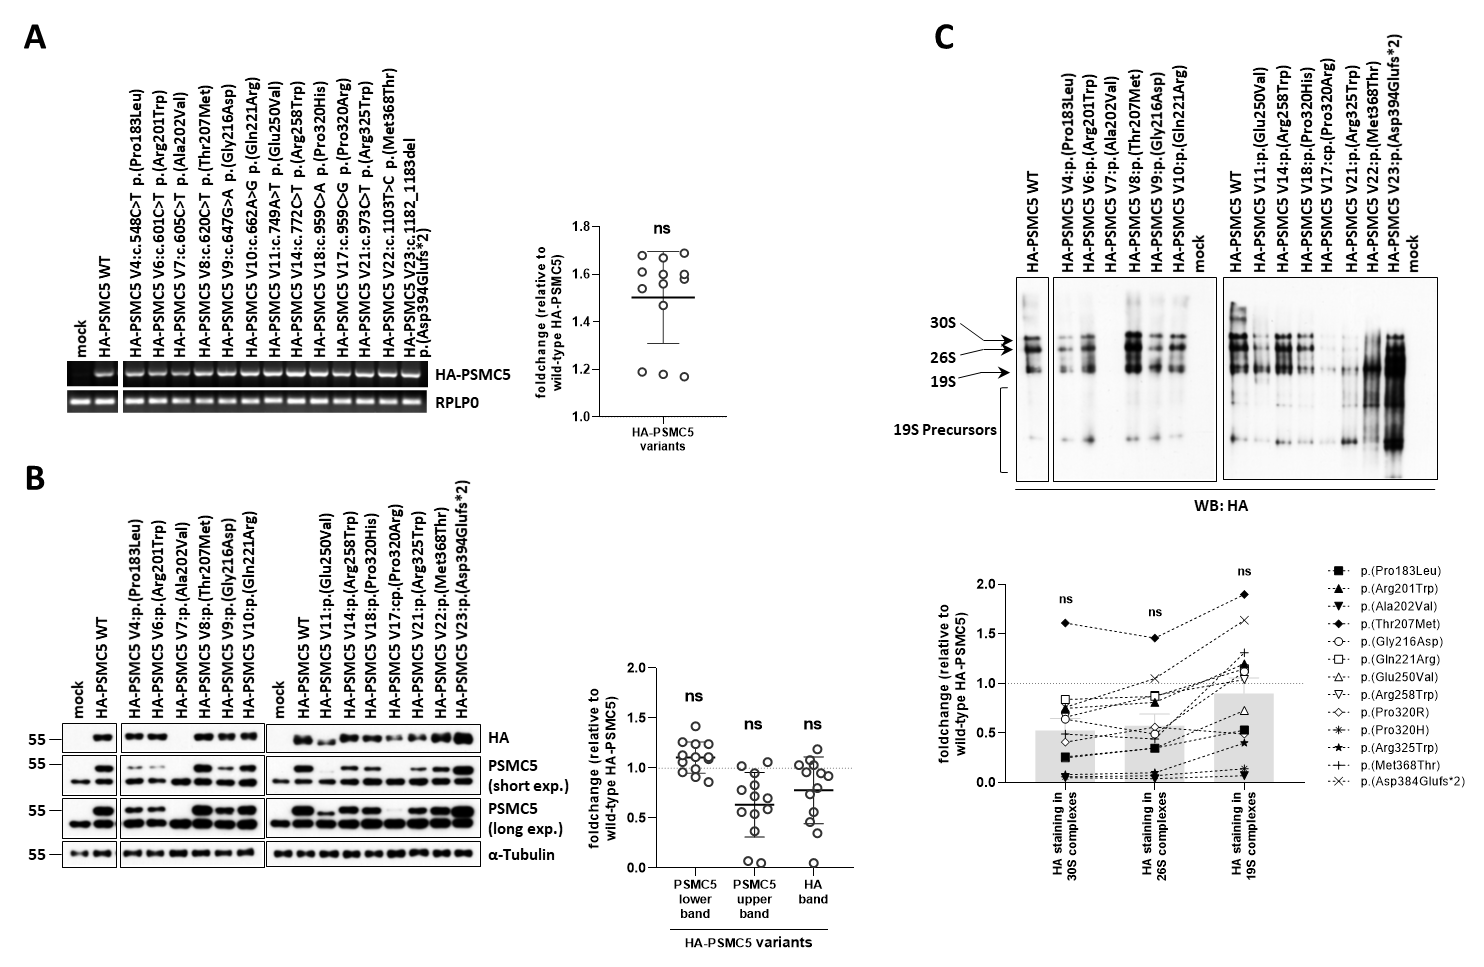 A
mock
HA-PSMC5 WT
HA-PSMC5 V4:c.548C>T p.(Pro183Leu)
HA-PSMC5 V6:c.601C>T p.(Arg201Trp)
HA-PSMC5 V7:c.605C>T p.(Ala202Val)
HA-PSMC5 V8:c.620C>T p.(Thr207Met)
HA-PSMC5 V9:c.647G>A p.(Gly216Asp)
HA-PSMC5 V10:c.662A>G p.(Gln221Arg)
HA-PSMC5 V11:c.749A>T p.(Glu250Val)
HA-PSMC5 V14:c.772C>T p.(Arg258Trp)
HA-PSMC5 V18:c.959C>A p.(Pro320His)
HA-PSMC5 V17:c.959C>G p.(Pro320Arg)
HA-PSMC5 V21:c.973C>T p.(Arg325Trp)
HA-PSMC5 V22:c.1103T>C p.(Met368Thr)
HA-PSMC5 V23:c.1182_1183del
p.(Asp394Glufs*2)
HA-PSMC5
RPLP0
foldchange (relative to
wild-type HA-PSMC5)
1.8
1.6
1.4
1.2
1.0
ns
HA-PSMC5
variants
B
mock
HA-PSMC5 WT
HA-PSMC5 V4:p.(Pro183Leu)
HA-PSMC5 V6:p.(Arg201Trp)
HA-PSMC5 V7:p.(Ala202Val)
HA-PSMC5 V8:p.(Thr207Met)
HA-PSMC5 V9:p.(Gly216Asp)
HA-PSMC5 V10:p.(Gln221Arg)
mock
HA-PSMC5 WT
HA-PSMC5 V11:p.(Glu250Val)
HA-PSMC5 V14:p.(Arg258Trp)
HA-PSMC5 V18:p.(Pro320His)
HA-PSMC5 V17:cp.(Pro320Arg)
HA-PSMC5 V21:p.(Arg325Trp)
HA-PSMC5 V22:p.(Met368Thr)
HA-PSMC5 V23:p.(Asp394Glufs*2)
55
HA
55
PSMC5
(short exp.)
55
PSMC5
(long exp.)
55
α-Tubulin
foldchange (relative to
wild-type HA-PSMC5)
2.0
1.5
1.0
0.5
0.0
ns
ns
ns
PSMC5
lower
band
PSMC5
upper
band
HA
band
HA-PSMC5 variants
C
HA-PSMC5 WT
HA-PSMC5 V4:p.(Pro183Leu)
HA-PSMC5 V6:p.(Arg201Trp)
HA-PSMC5 V7:p.(Ala202Val)
HA-PSMC5 V8:p.(Thr207Met)
HA-PSMC5 V9:p.(Gly216Asp)
HA-PSMC5 V10:p.(Gln221Arg)
mock
HA-PSMC5 WT
HA-PSMC5 V11:p.(Glu250Val)
HA-PSMC5 V14:p.(Arg258Trp)
HA-PSMC5 V18:p.(Pro320His)
HA-PSMC5 V17:cp.(Pro320Arg)
HA-PSMC5 V21:p.(Arg325Trp)
HA-PSMC5 V22:p.(Met368Thr)
HA-PSMC5 V23:p.(Asp394Glufs*2)
mock
30S
26S
19S
19S Precursors
WB: HA
foldchange (relative to
wild-type HA-PSMC5)
2.0
1.5
1.0
0.5
0.0
ns
ns
ns
HA staining in
30S complexes
HA staining in
26S complexes
HA staining in
19S complexes
p.(Pro183Leu)
p.(Arg201Trp)
p.(Ala202Val)
p.(Thr207Met)
p.(Gly216Asp)
p.(Gln221Arg)
p.(Glu250Val)
p.(Arg258Trp)
p.(Pro320R)
p.(Pro320H)
p.(Arg325Trp)
p.(Met368Thr)
p.(Asp384Glufs*2)